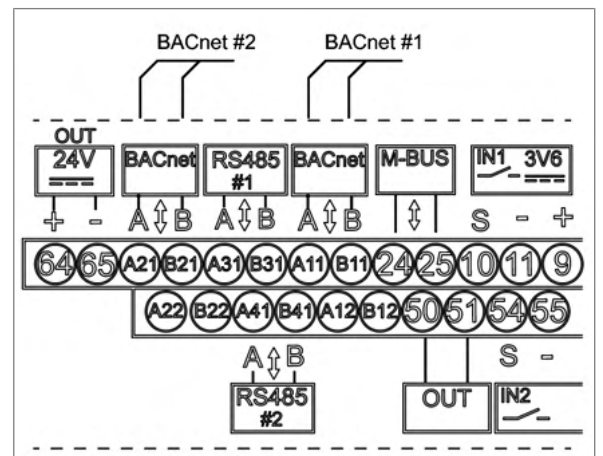 BACnet #2 BACnet #1
OUT
24V BACnet RS485 #1 BACnet M-BUS IN1 3V6
+ - A B A B A B S - +
64 65 A21 B21 A31 B31 A11 B11 24 25 10 11 9
A22 B22 A41 B41 A12 B12 50 51 54 55
A B S -
RS485 #2 OUT IN2